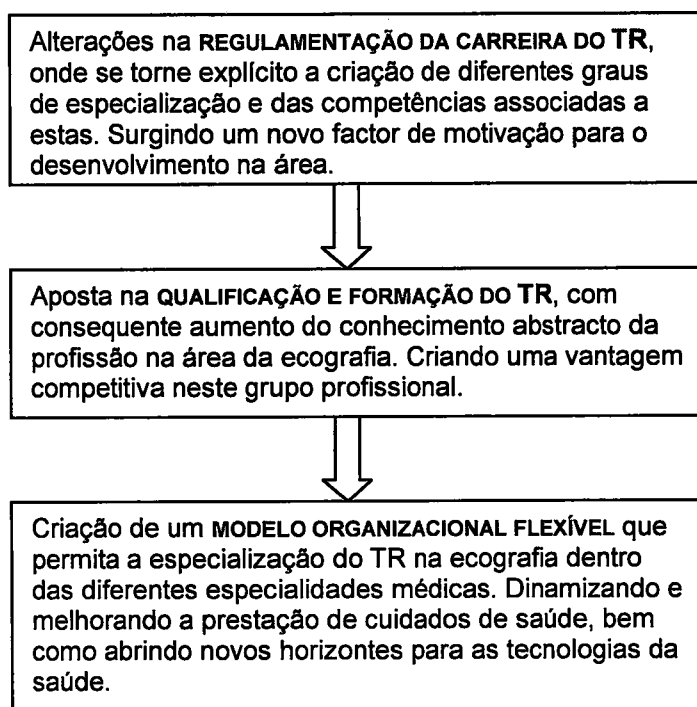 Alterações na REGULAMENTAÇÃO DA CARREIRA DO TR,
onde se torne explícito a criação de diferentes graus
de especialização e das competências associadas a
estas. Surgindo um novo factor de motivação para o
desenvolvimento na área.
Aposta na QUALIFICAÇÃO E FORMAÇÃO DO TR, com
consequente aumento do conhecimento abstracto da
profissão na área da ecografia. Criando uma vantagem
competitiva neste grupo profissional.
Criação de um MODELO ORGANIZACIONAL FLEXÍVEL que
permita a especialização do TR na ecografia dentro
das diferentes especialidades médicas. Dinamizando e
melhorando a prestação de cuidados de saúde, bem
como abrindo novos horizontes para as tecnologias da
saúde.